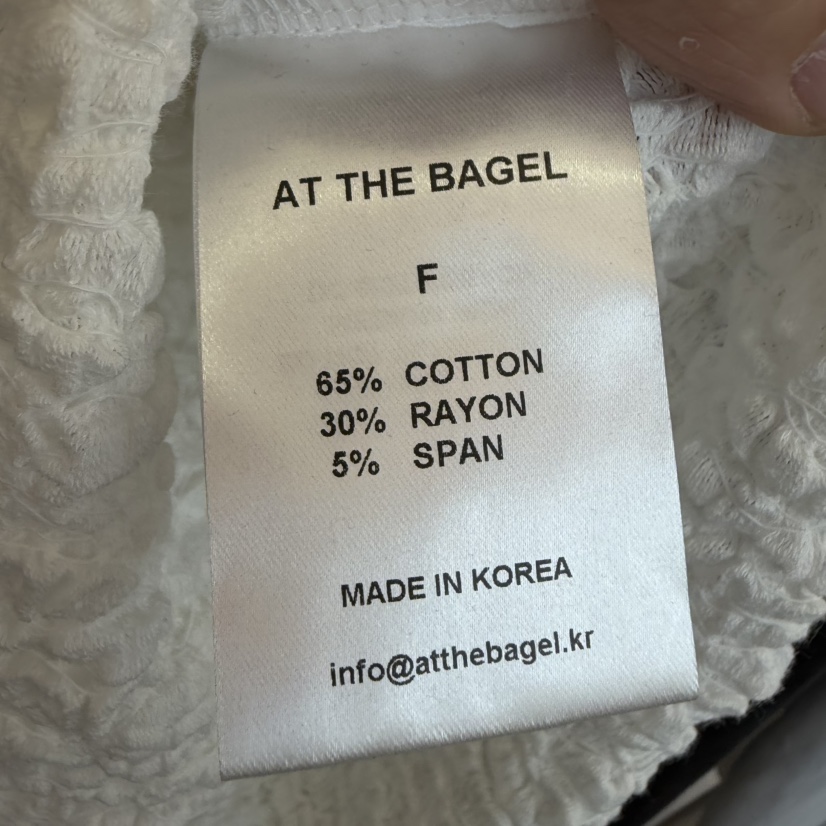 AT THE BAGEL
F
65% COTTON
30% RAYON
5% SPAN
MADE IN KOREA
info@atthebagel.kr